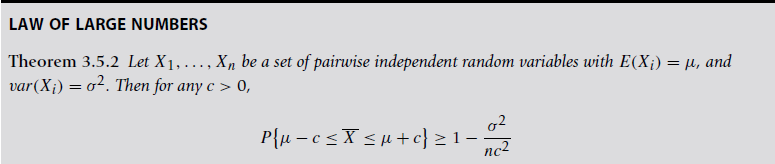 LAW OF LARGE NUMBERS
Theorem 3.5.2 Let X₁, . . . , Xₙ be a set of pairwise independent random variables with E(Xᵢ) = μ, and
var(Xᵢ) = σ². Then for any c > 0,
P{μ − c ≤ X̅ ≤ μ + c} ≥ 1 − σ²/nc²